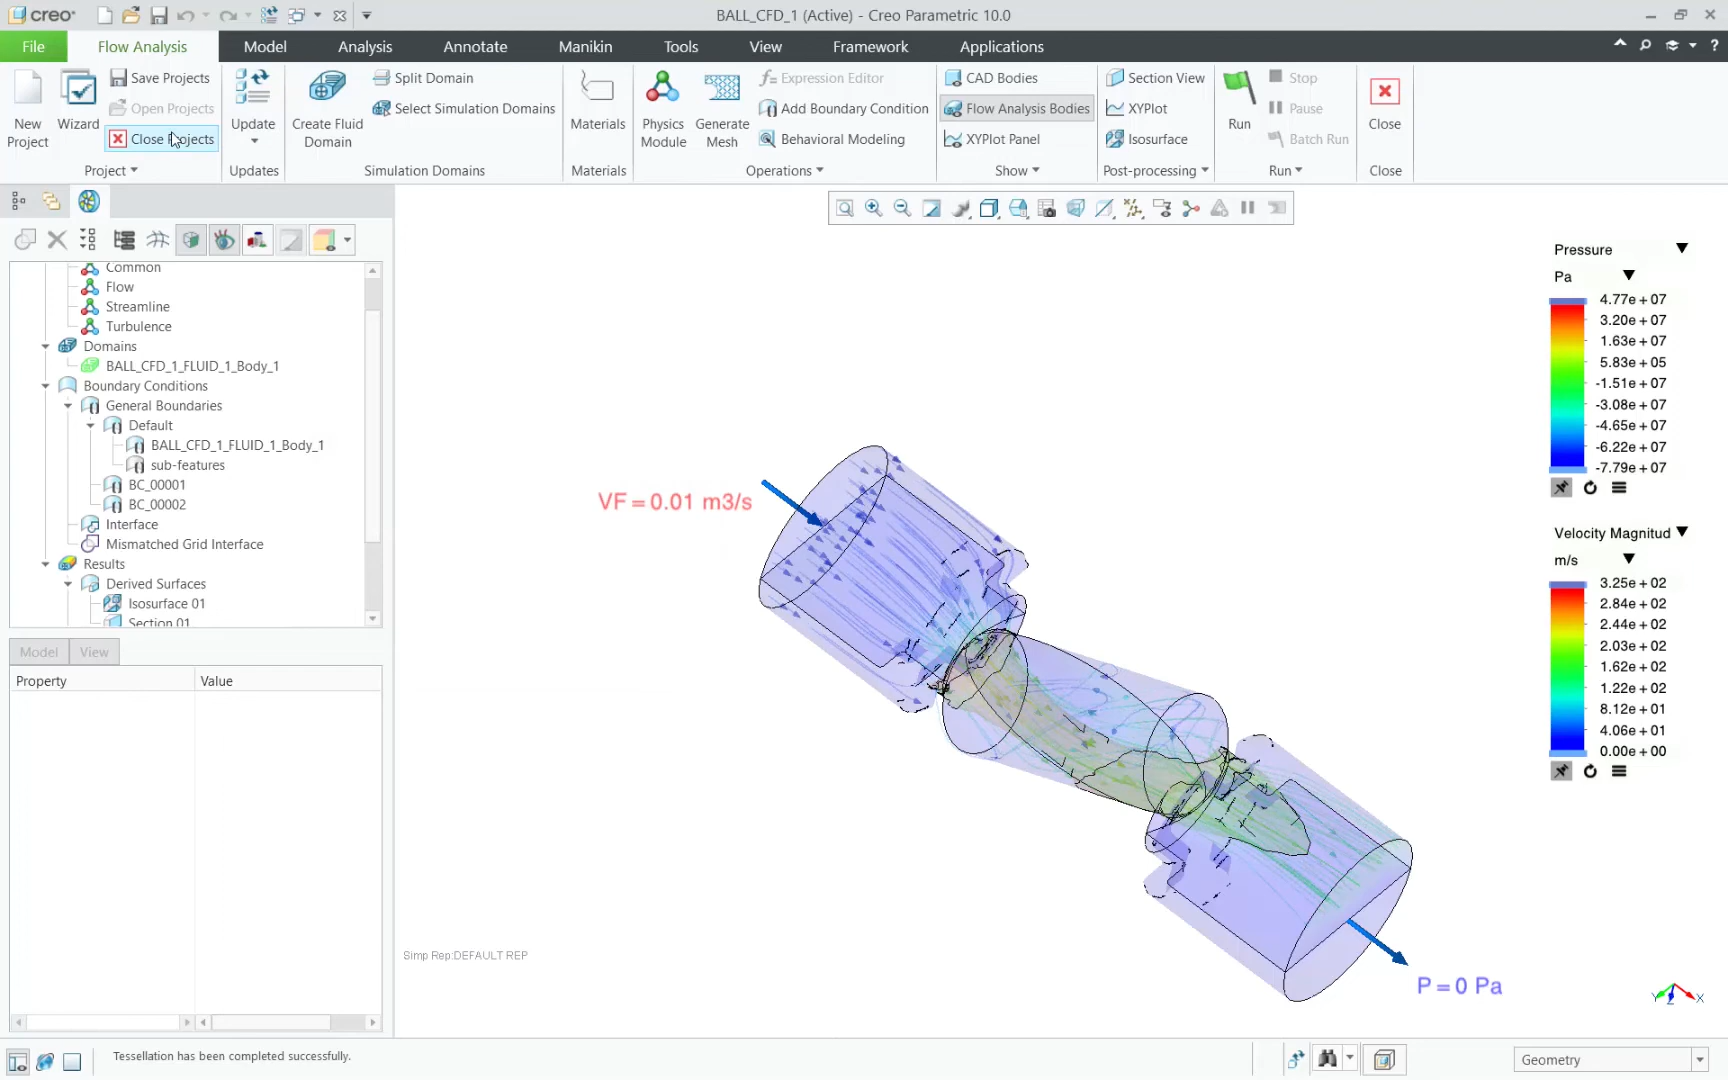 creo
BALL_CFD_1 (Active) - Creo Parametric 10.0
File
Flow Analysis
Model
Analysis
Annotate
Manikin
Tools
View
Framework
Applications
New Project
Wizard
Save Projects
Open Projects
Close Projects
Project
Update
Updates
Create Fluid Domain
Split Domain
Select Simulation Domains
Simulation Domains
Materials
Materials
Physics Module
Generate Mesh
Expression Editor
Add Boundary Condition
Behavioral Modeling
Operations
CAD Bodies
Flow Analysis Bodies
XYPlot Panel
Show
Section View
XYPlot
Isosurface
Post-processing
Run
Stop
Pause
Batch Run
Run
Close
Close
Common
Flow
Streamline
Turbulence
Domains
BALL_CFD_1_FLUID_1_Body_1
Boundary Conditions
General Boundaries
Default
BALL_CFD_1_FLUID_1_Body_1
sub-features
BC_00001
BC_00002
Interface
Mismatched Grid Interface
Results
Derived Surfaces
Isosurface 01
Section 01
Model
View
Property
Value
VF = 0.01 m3/s
P = 0 Pa
Simp Rep:DEFAULT REP
Pressure
Pa
4.77e + 07
3.20e + 07
1.63e + 07
5.83e + 05
-1.51e + 07
-3.08e + 07
-4.65e + 07
-6.22e + 07
-7.79e + 07
Velocity Magnitud
m/s
3.25e + 02
2.84e + 02
2.44e + 02
2.03e + 02
1.62e + 02
1.22e + 02
8.12e + 01
4.06e + 01
0.00e + 00
Y
Z
X
Tessellation has been completed successfully.
Geometry